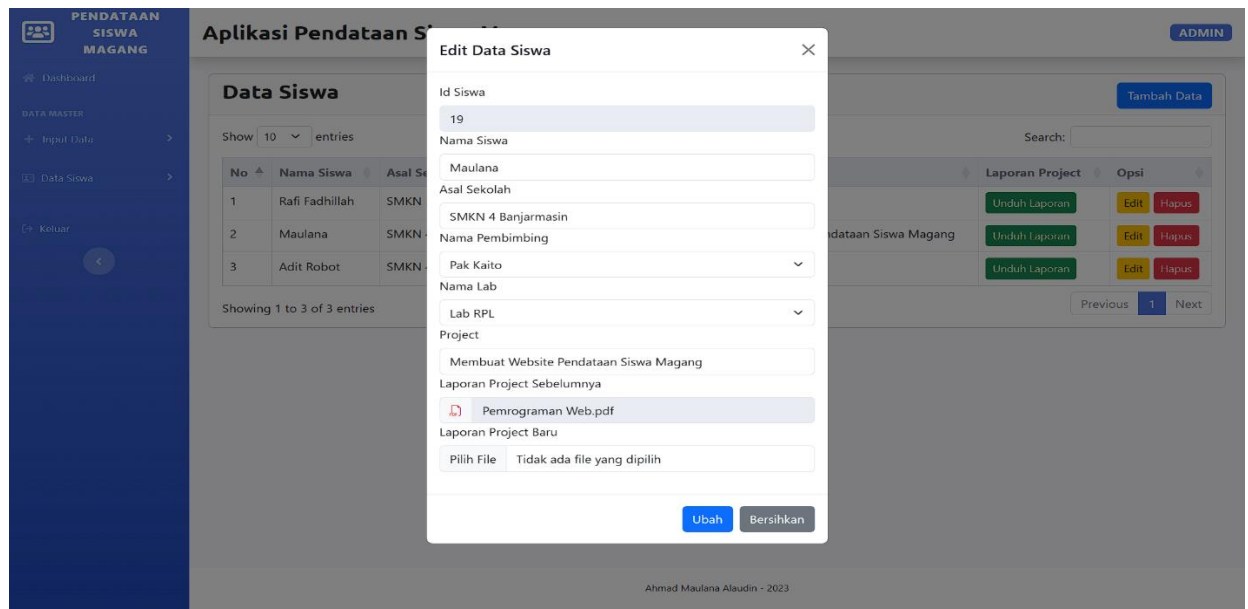 PENDATAAN
SISWA
MAGANG
Aplikasi Pendataan S
ADMIN
Dashboard
DATA MASTER
Input Data
Data Siswa
Keluar
Data Siswa
Tambah Data
Show 10 entries
Search:
No Nama Siswa Asal Se Laporan Project Opsi
1 Rafi Fadhillah SMKN Unduh Laporan Edit Hapus
2 Maulana SMKN ndataan Siswa Magang Unduh Laporan Edit Hapus
3 Adit Robot SMKN Unduh Laporan Edit Hapus
Showing 1 to 3 of 3 entries
Previous 1 Next
Edit Data Siswa
Id Siswa
19
Nama Siswa
Maulana
Asal Sekolah
SMKN 4 Banjarmasin
Nama Pembimbing
Pak Kaito
Nama Lab
Lab RPL
Project
Membuat Website Pendataan Siswa Magang
Laporan Project Sebelumnya
Pemrograman Web.pdf
Laporan Project Baru
Pilih File Tidak ada file yang dipilih
Ubah Bersihkan
Ahmad Maulana Alaudin - 2023